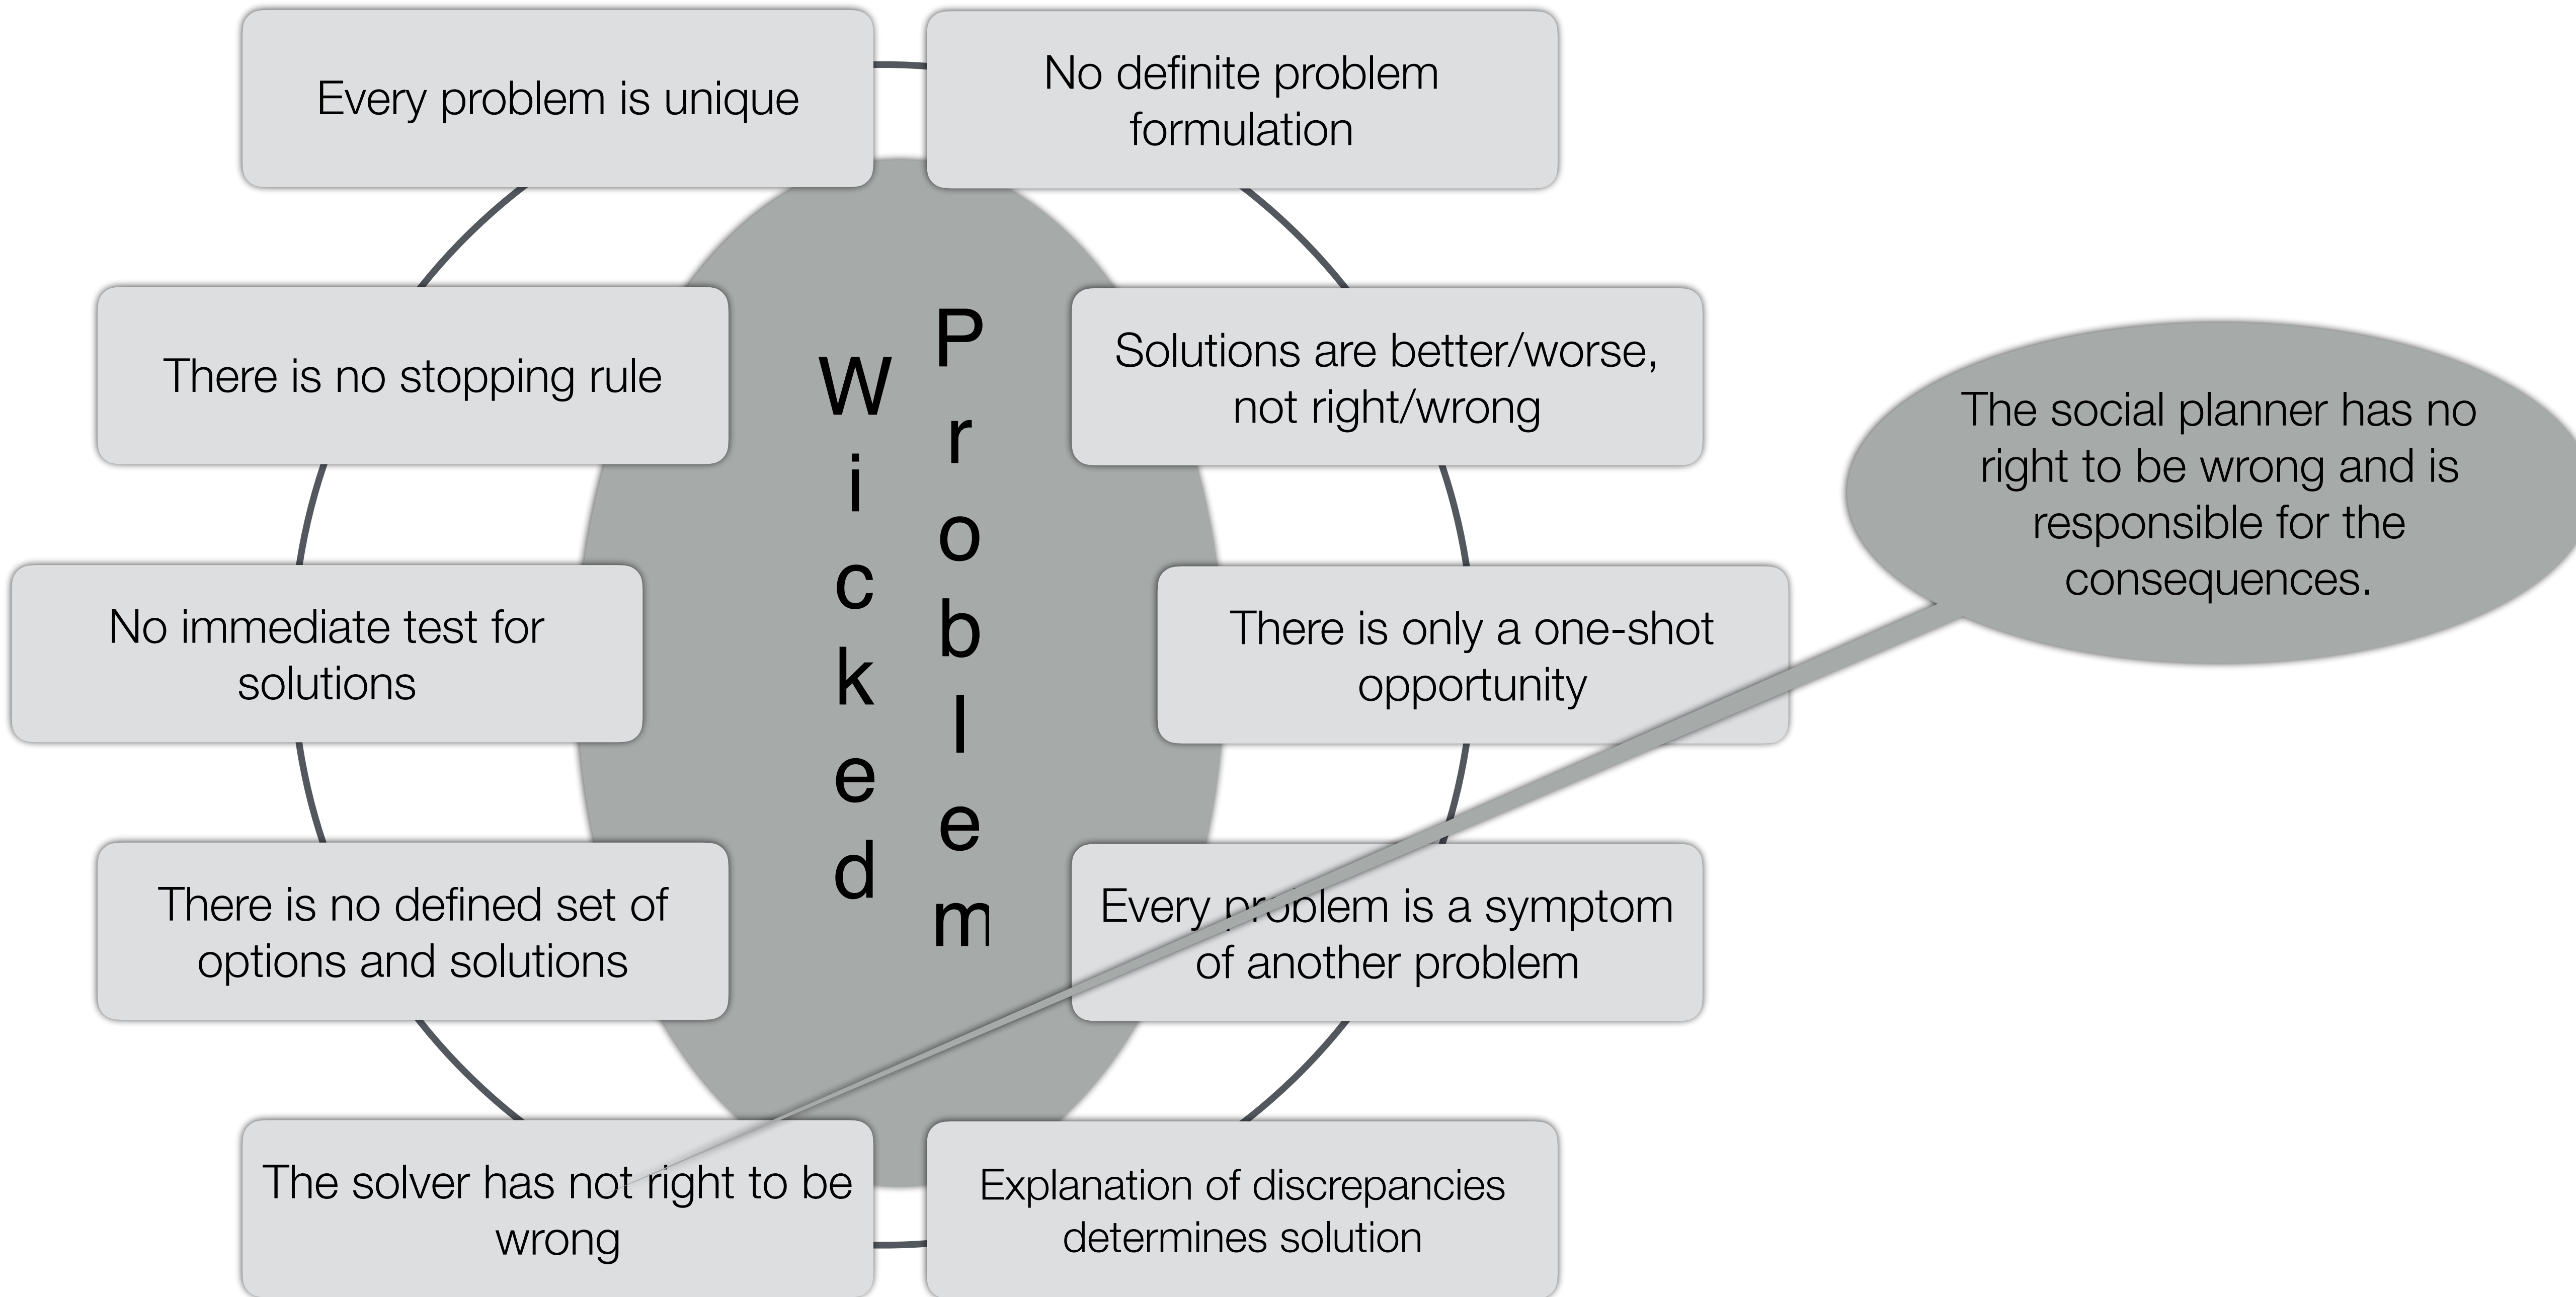 Every problem is unique
No definite problem
formulation
There is no stopping rule
Wicked
Problem
Solutions are better/worse,
not right/wrong
The social planner has no
right to be wrong and is
responsible for the
consequences.
No immediate test for
solutions
There is only a one-shot
opportunity
There is no defined set of
options and solutions
Every problem is a symptom
of another problem
The solver has not right to be
wrong
Explanation of discrepancies
determines solution